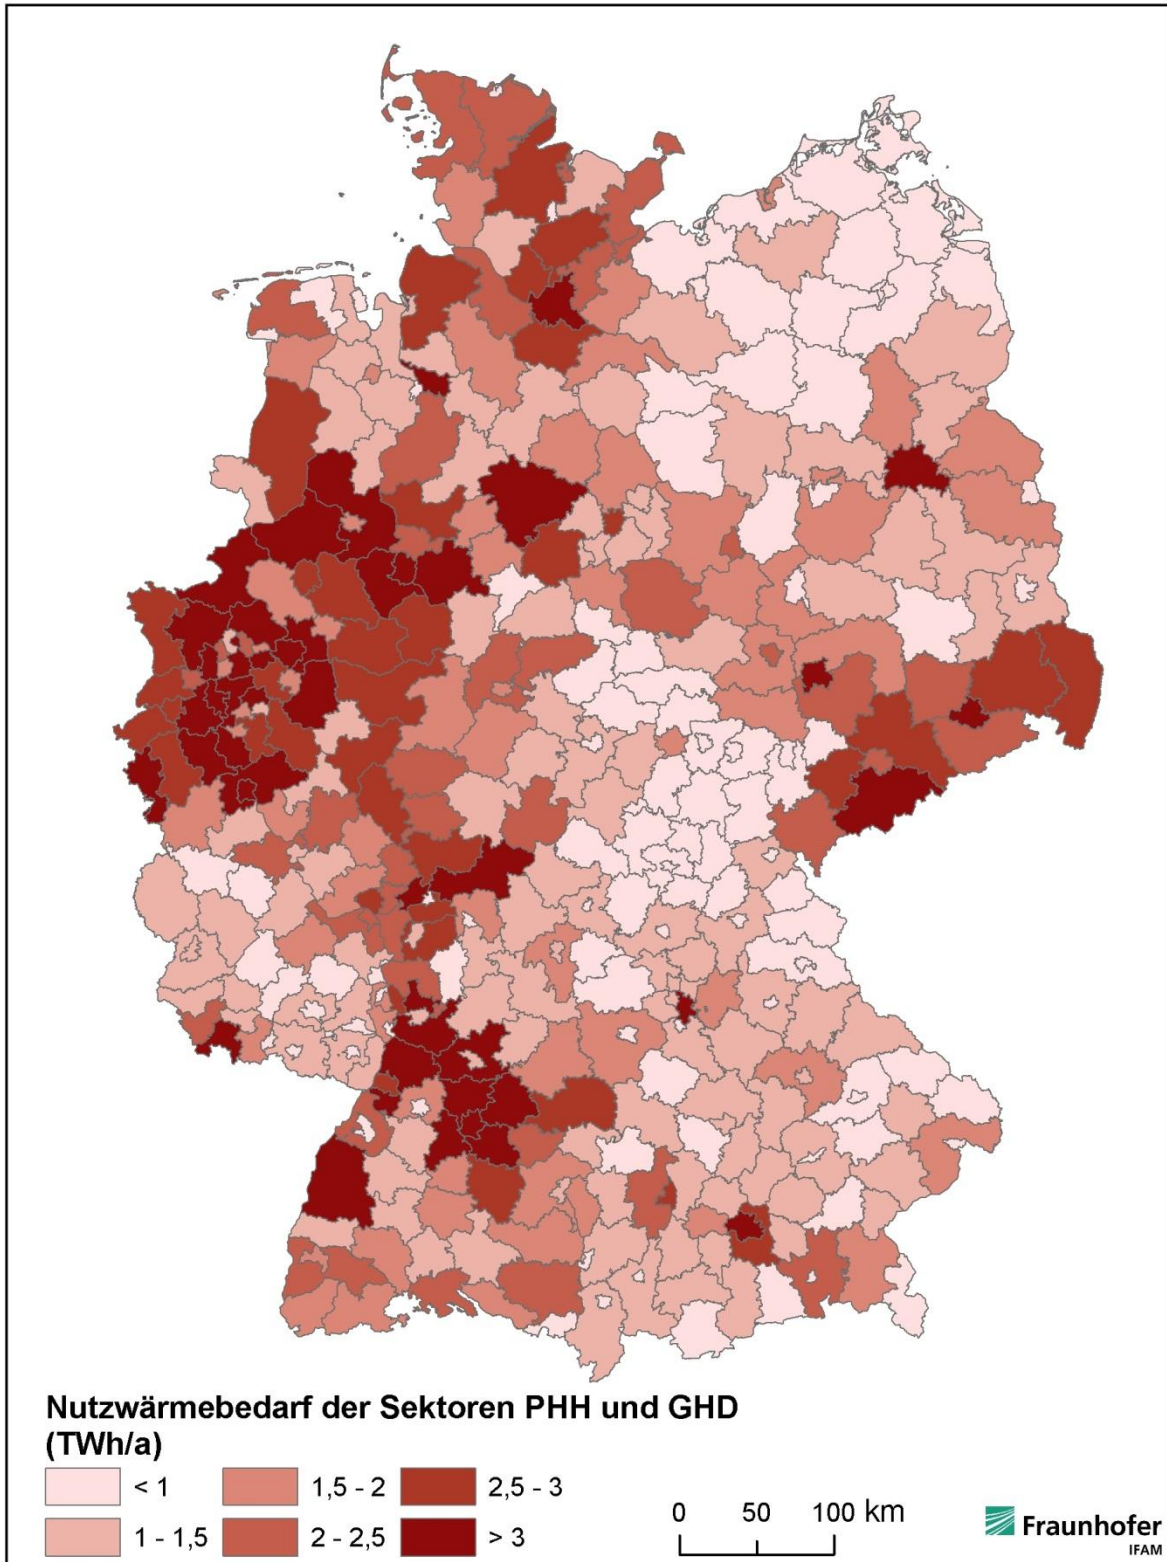 Nutzwärmebedarf der Sektoren PHH und GHD
(TWh/a)
< 1 1,5 - 2 2,5 - 3
1 - 1,5 2 - 2,5 > 3
0 50 100 km
Fraunhofer
IFAM